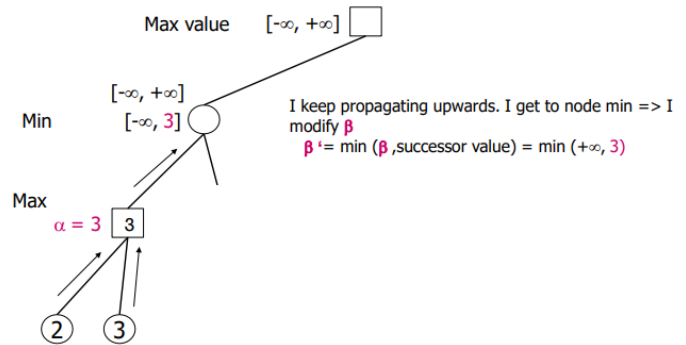 Max value [-∞, +∞]
[-∞, +∞]
Min [-∞, 3]
I keep propagating upwards. I get to node min => I
modify β
β '= min (β ,successor value) = min (+∞, 3)
Max
α = 3 3
2 3